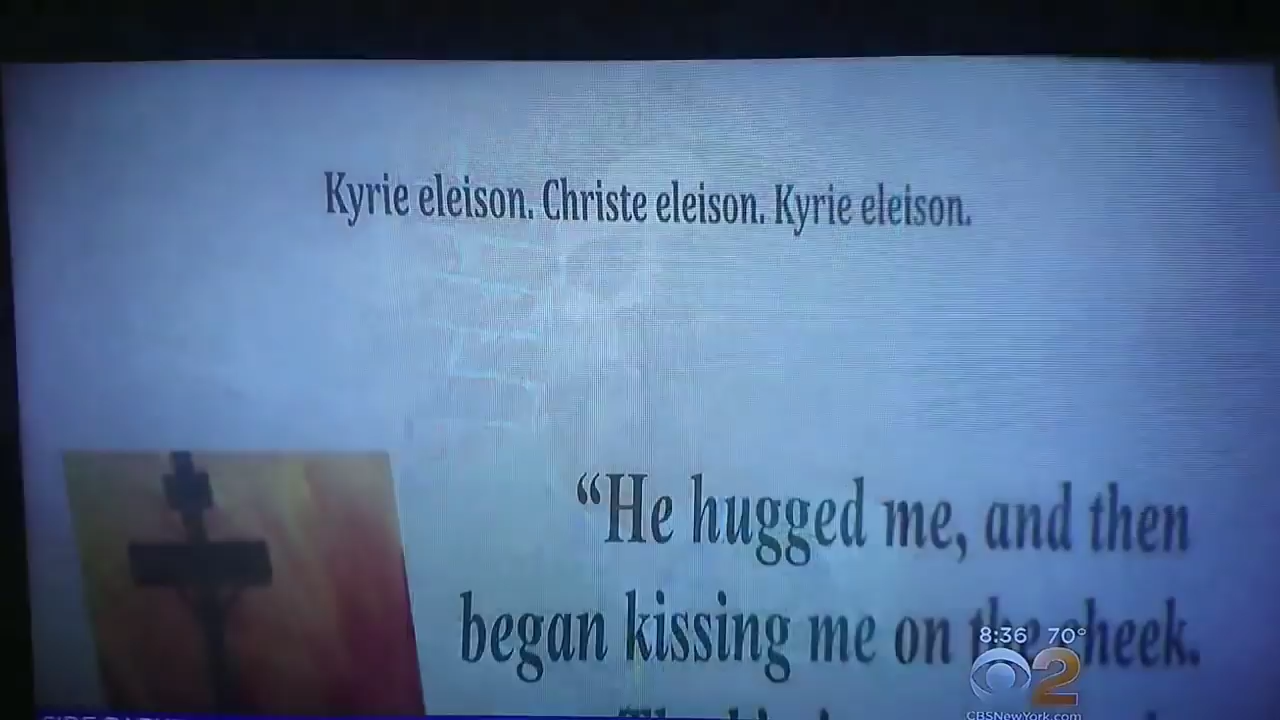 Kyrie eleison. Christe eleison. Kyrie eleison.
“He hugged me, and then
began kissing me on the cheek.
8:36 70°
2
CBSNewYork.com